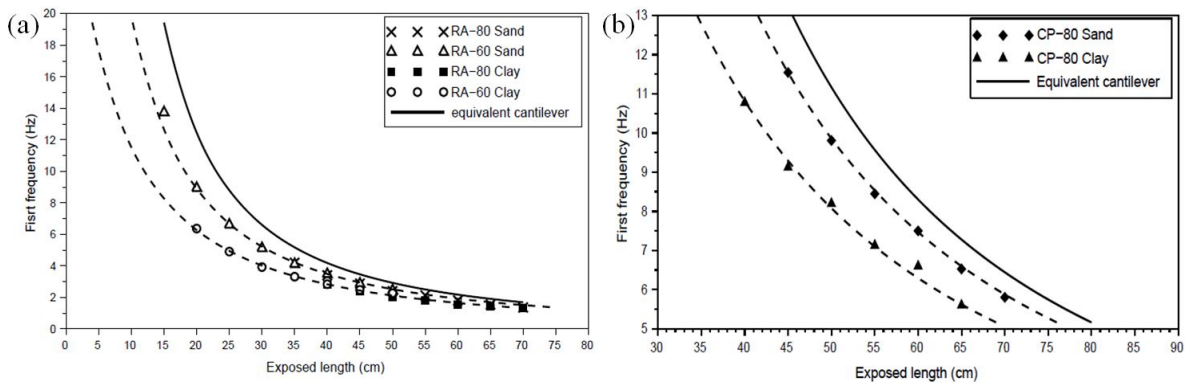 (a)
20
18
16
14
12
10
8
6
4
2
0
Fisrt frequency (Hz)
RA-80 Sand
RA-60 Sand
RA-80 Clay
RA-60 Clay
equivalent cantilever
0 5 10 15 20 25 30 35 40 45 50 55 60 65 70 75 80
Exposed length (cm)
(b)
13
12
11
10
9
8
7
6
5
First frequency (Hz)
CP-80 Sand
CP-80 Clay
Equivalent cantilever
30 35 40 45 50 55 60 65 70 75 80 85 90
Exposed length (cm)